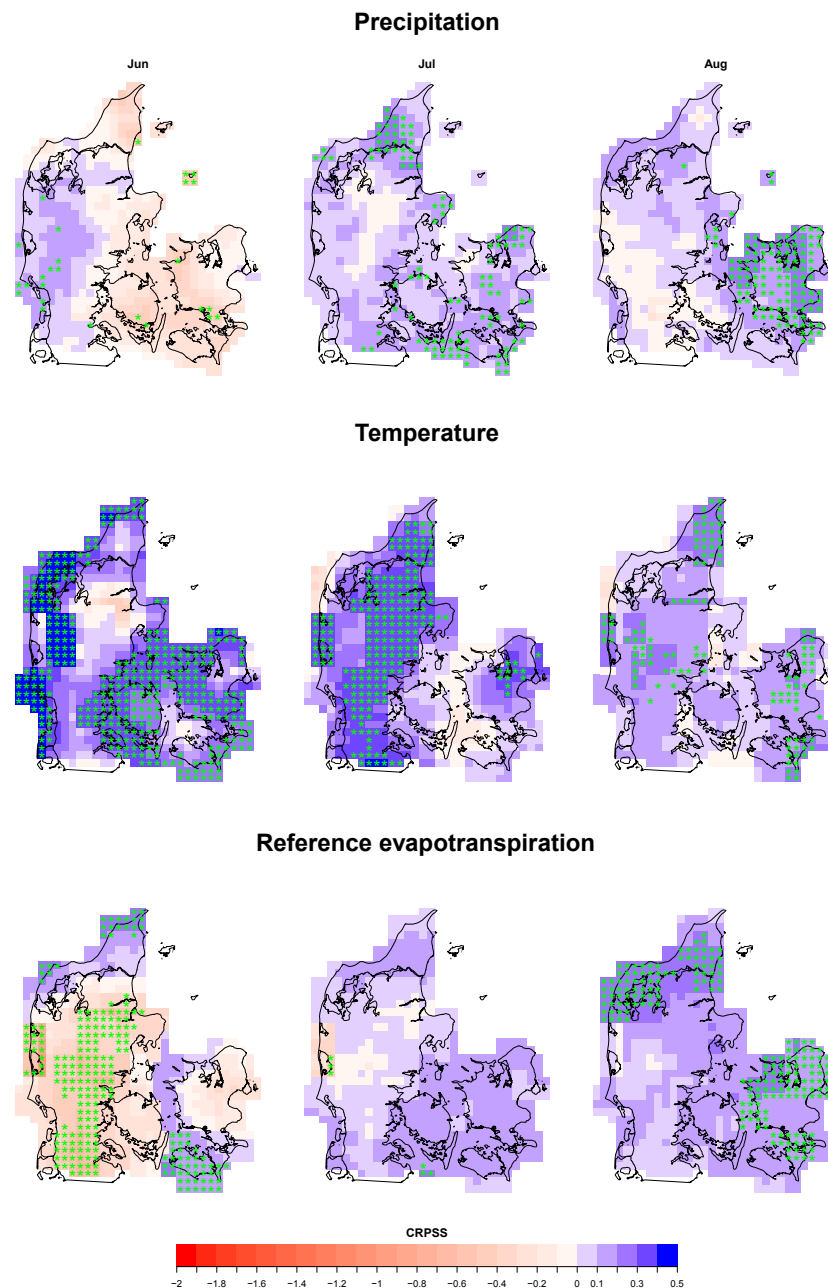 Precipitation
Jun Jul Aug
Temperature
Reference evapotranspiration
CRPSS
−2 −1.8 −1.6 −1.4 −1.2 −1 −0.8 −0.6 −0.4 −0.2 0 0.1 0.3 0.5